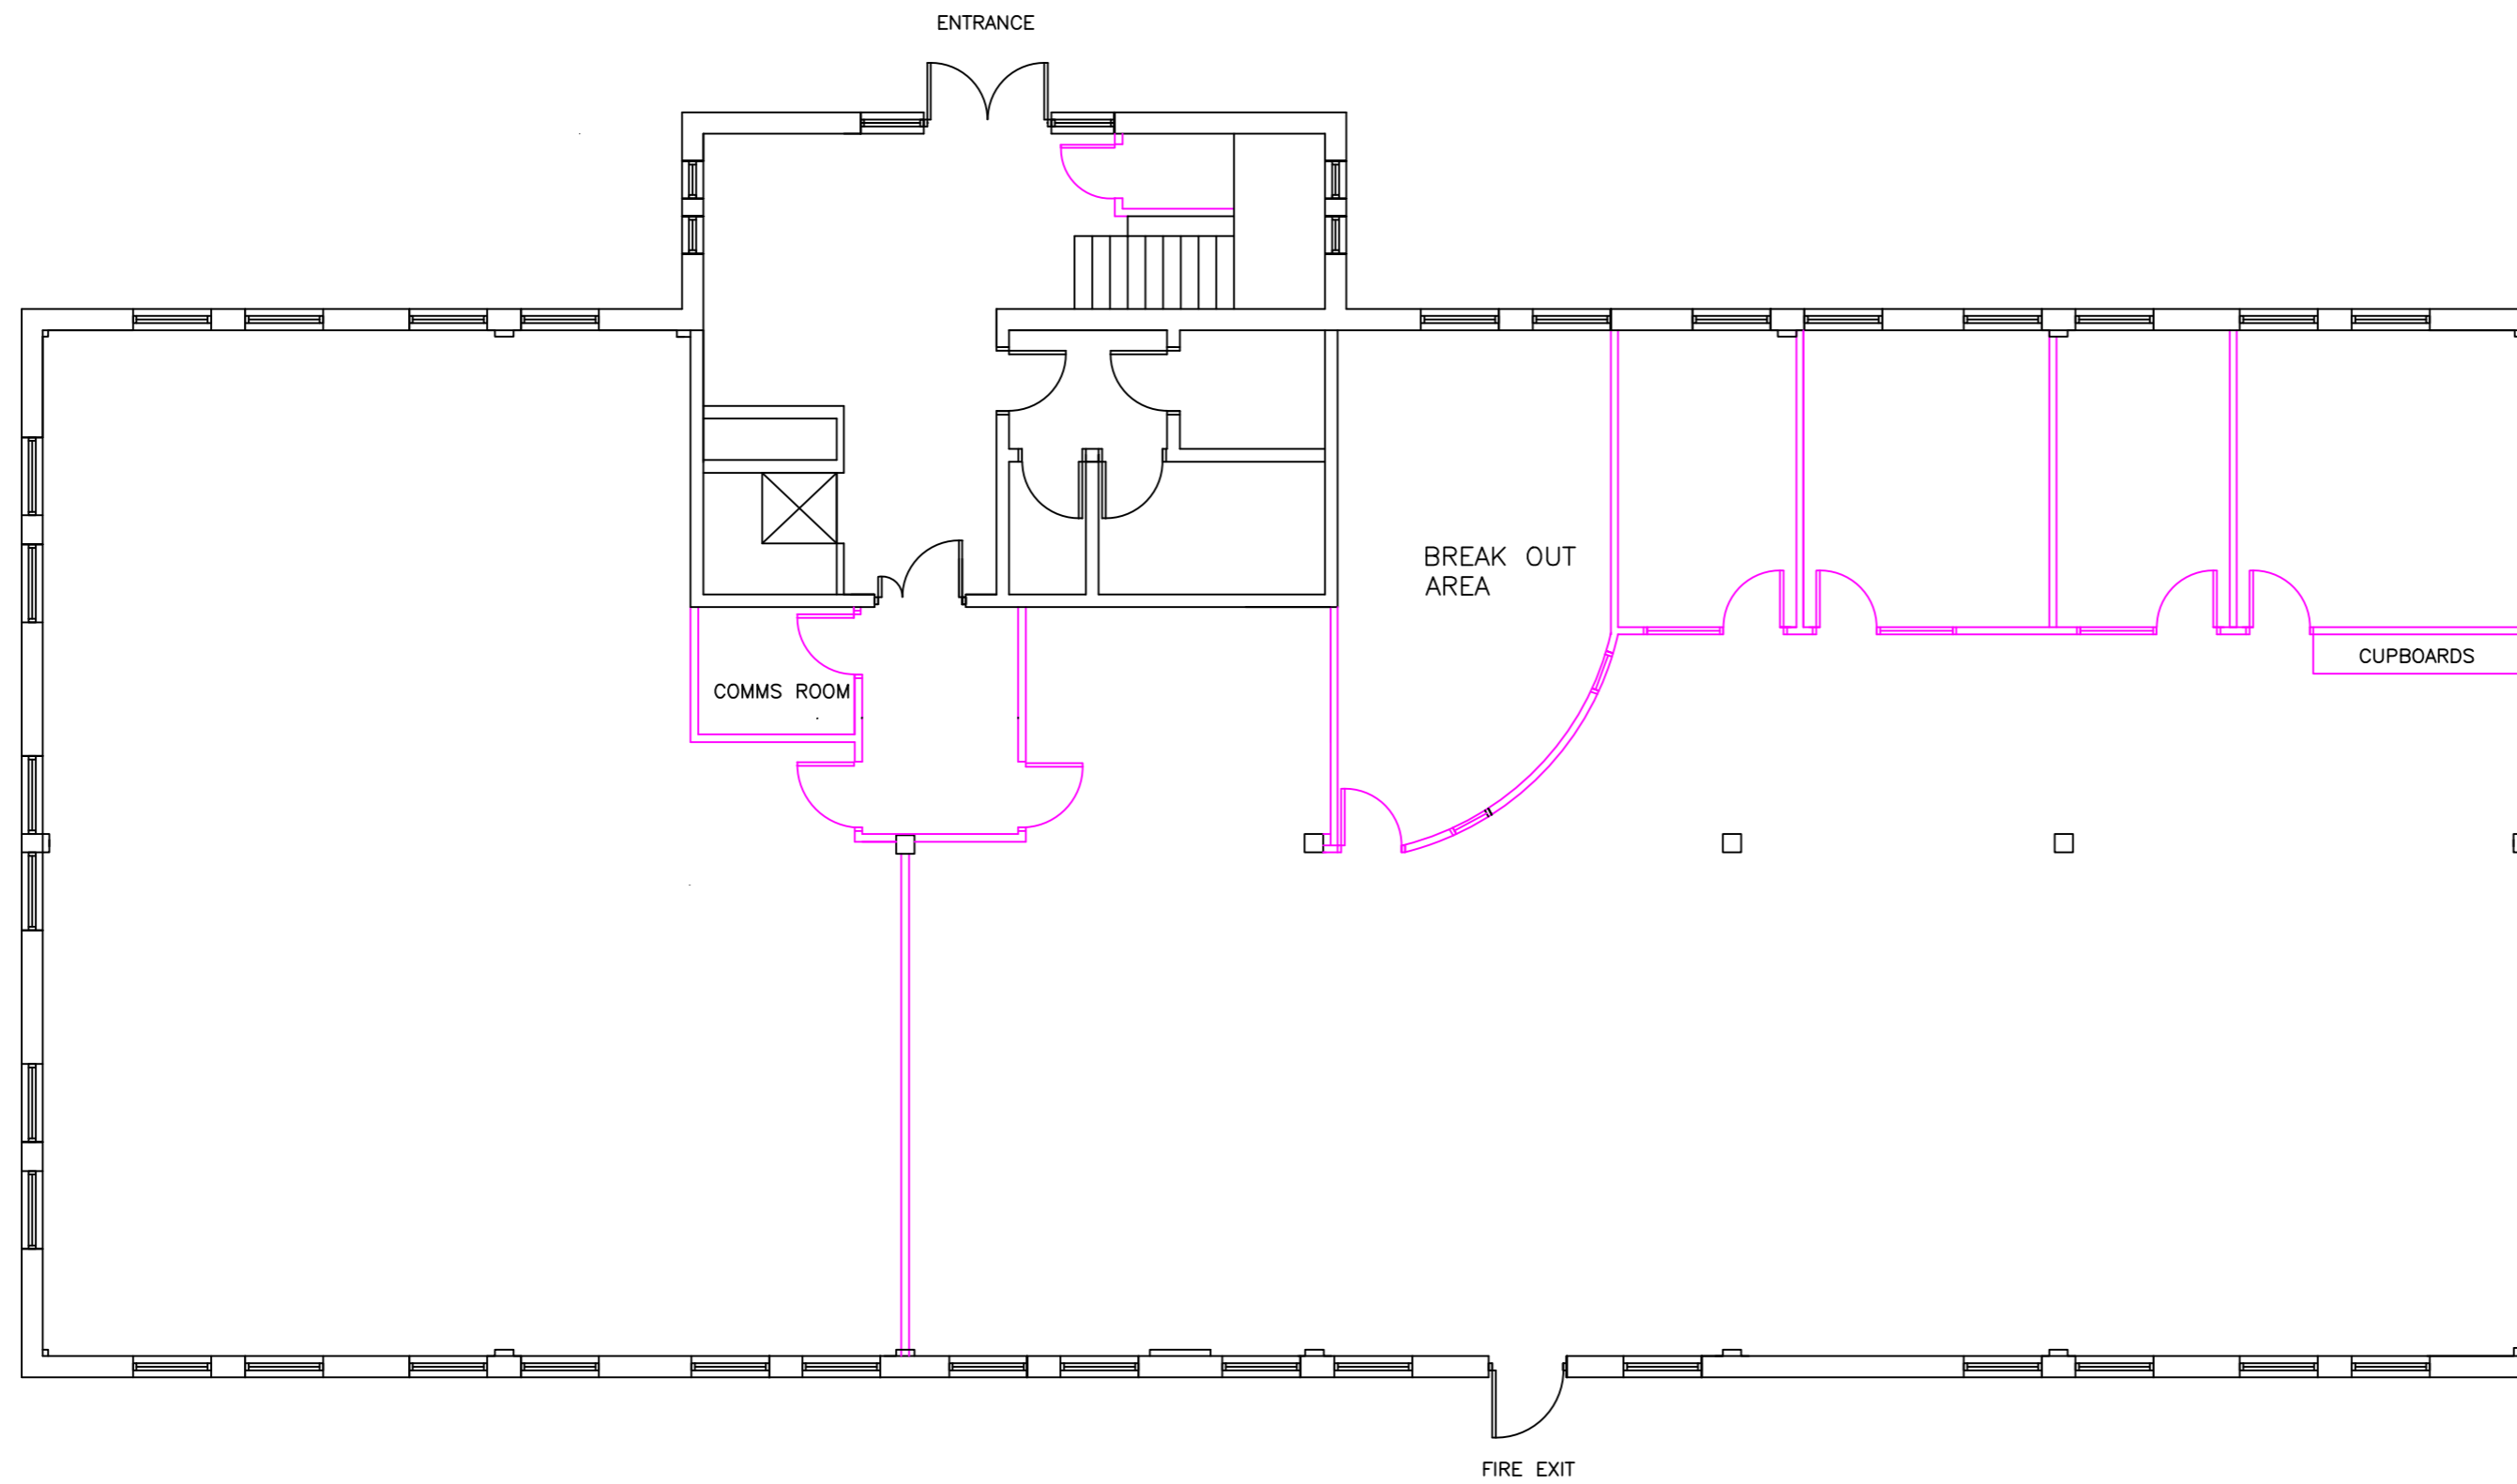 ENTRANCE
BREAK OUT
AREA
CUPBOARDS
COMMS ROOM
FIRE EXIT